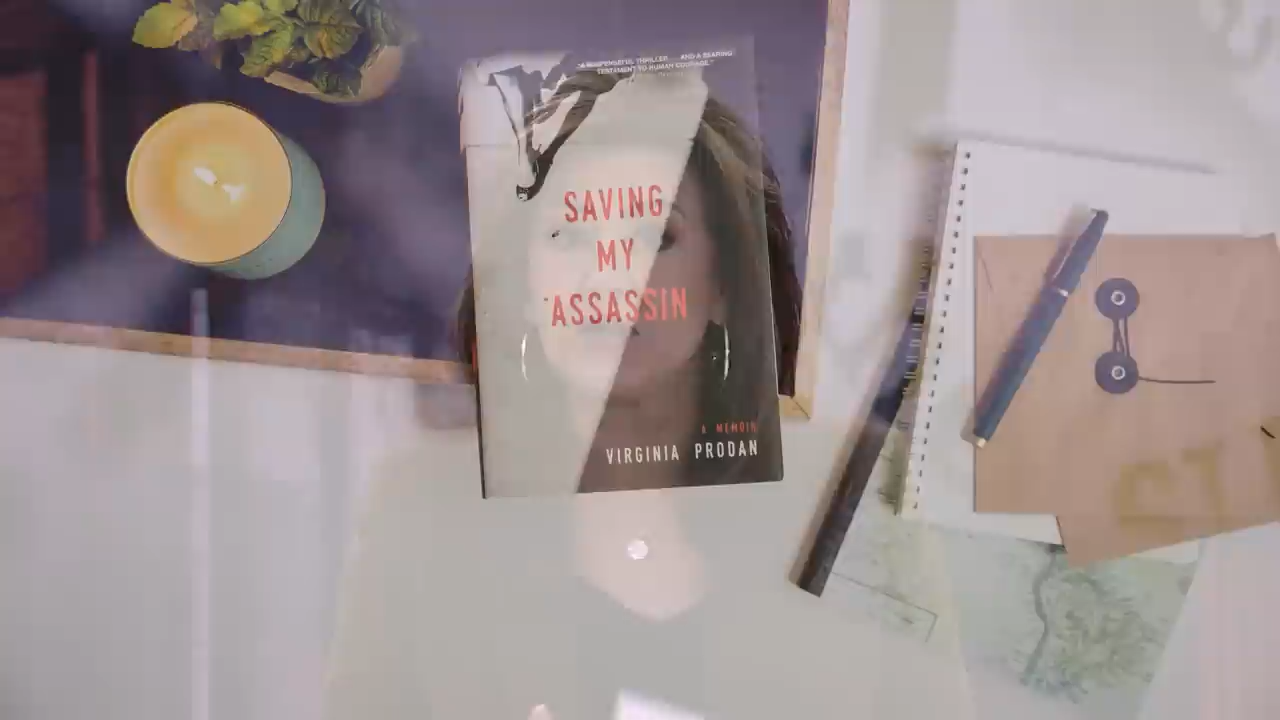 "A SUSPENSEFUL THRILLER . . . AND A SEARING
TESTAMENT TO HUMAN COURAGE."
SAVING
MY
ASSASSIN
A MEMOIR
VIRGINIA PRODAN